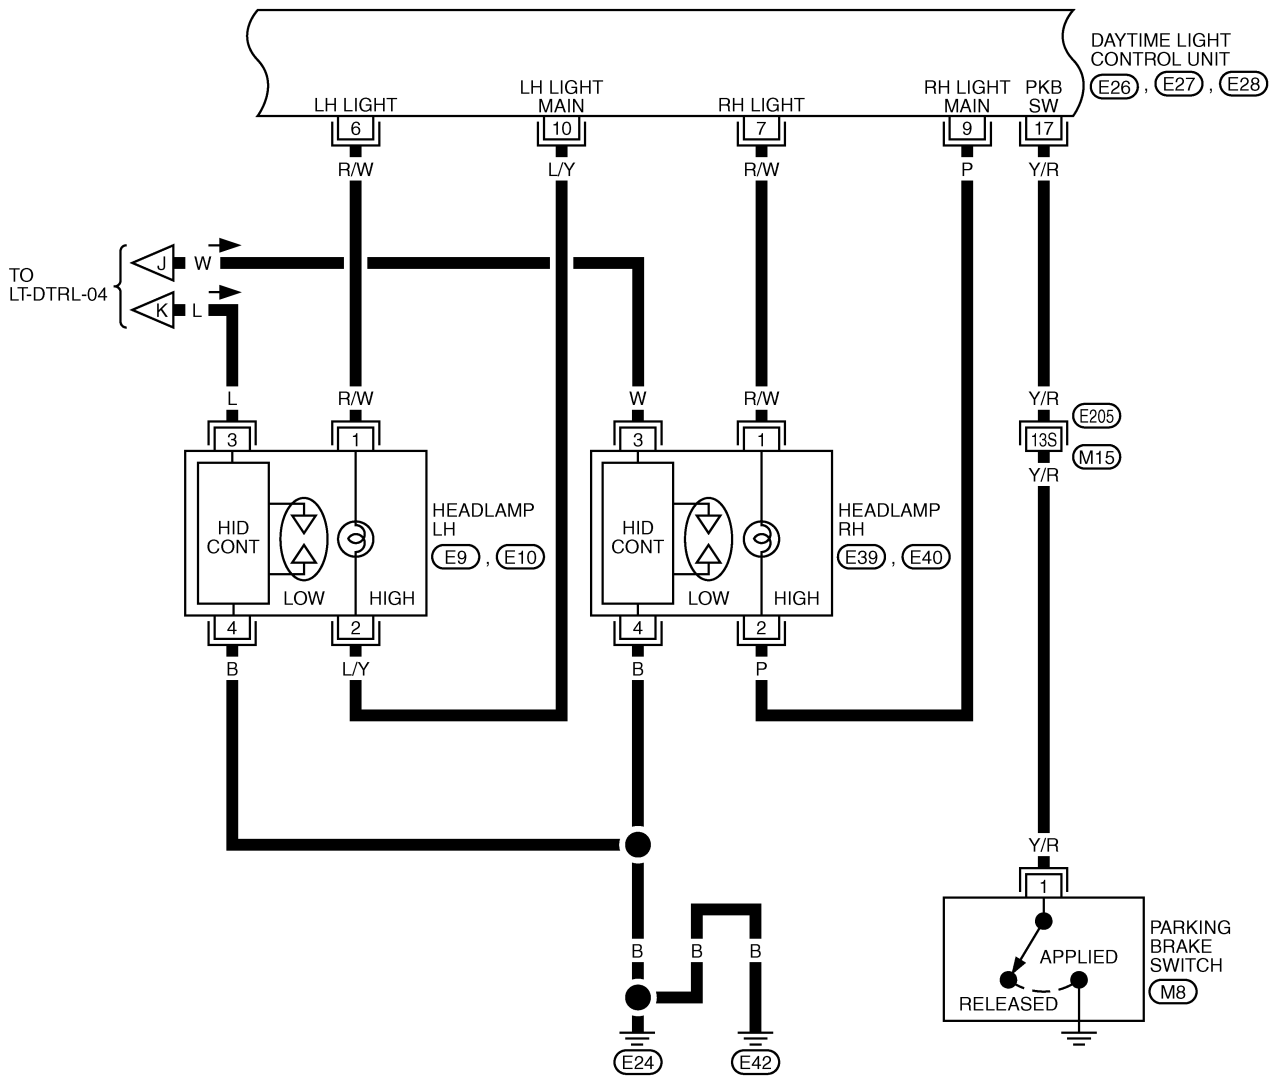 DAYTIME LIGHT
CONTROL UNIT
E26 , E27 , E28
LH LIGHT
LH LIGHT
MAIN
RH LIGHT
RH LIGHT
MAIN
PKB
SW
6
10
7
9
17
R/W
L/Y
R/W
P
Y/R
TO
LT-DTRL-04
J
W
K
L
L
R/W
W
R/W
Y/R
E205
3
1
3
1
13S
M15
Y/R
HID
CONT
LOW
HIGH
HEADLAMP
LH
E9 , E10
HID
CONT
LOW
HIGH
HEADLAMP
RH
E39 , E40
4
2
4
2
B
L/Y
B
P
Y/R
1
PARKING
BRAKE
SWITCH
M8
APPLIED
RELEASED
B
B
B
E24
E42